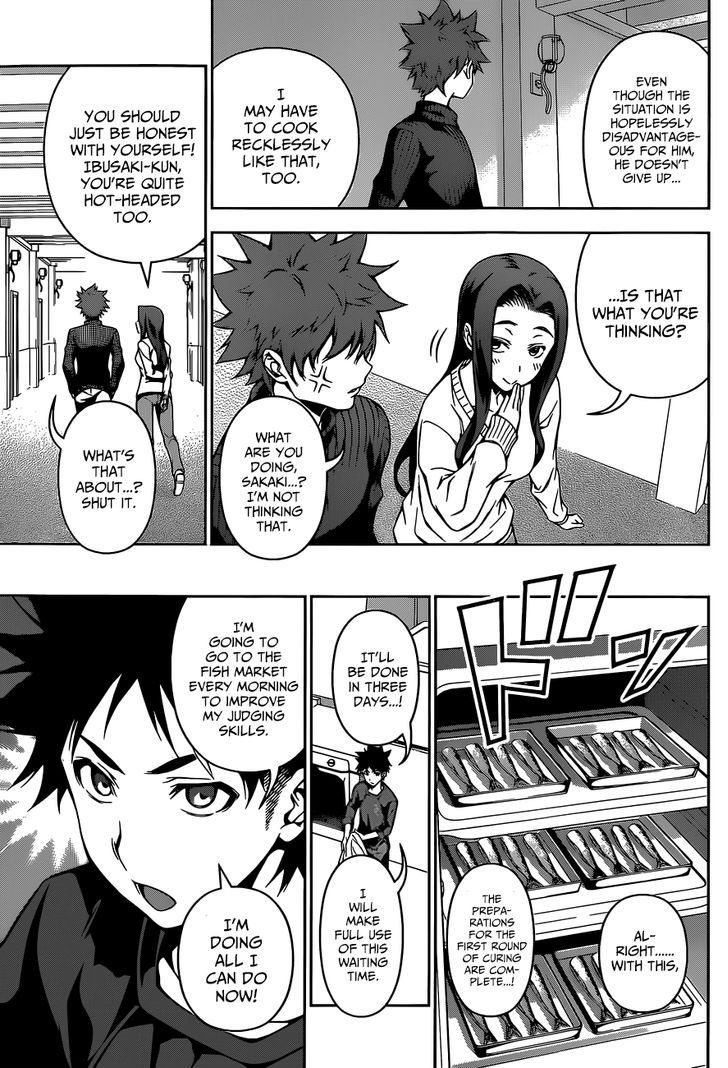 EVEN
THOUGH THE
SITUATION IS
HOPELESSLY
DISADVANTAGE-
OUS FOR HIM,
HE DOESN'T
GIVE UP...
I
MAY HAVE
TO COOK
RECKLESSLY
LIKE THAT,
TOO.
...IS THAT
WHAT YOU'RE
THINKING?
WHAT
ARE YOU
DOING,
SAKAKI...?
I'M NOT
THINKING
THAT.
YOU SHOULD
JUST BE HONEST
WITH YOURSELF!
IBUSAKI-KUN,
YOU'RE QUITE
HOT-HEADED
TOO.
WHAT'S
THAT
ABOUT...?
SHUT IT.
ドドン
AL-
RIGHT......
WITH THIS,
THE
PREPA-
RATIONS
FOR THE
FIRST ROUND
OF CURING
ARE COM-
PLETE...!
IT'LL
BE DONE
IN THREE
DAYS...!
I
WILL
MAKE
FULL USE
OF THIS
WAITING
TIME.
I'M
GOING TO
GO TO THE
FISH MARKET
EVERY MORNING
TO IMPROVE
MY JUDGING
SKILLS.
I'M
DOING
ALL I
CAN DO
NOW!